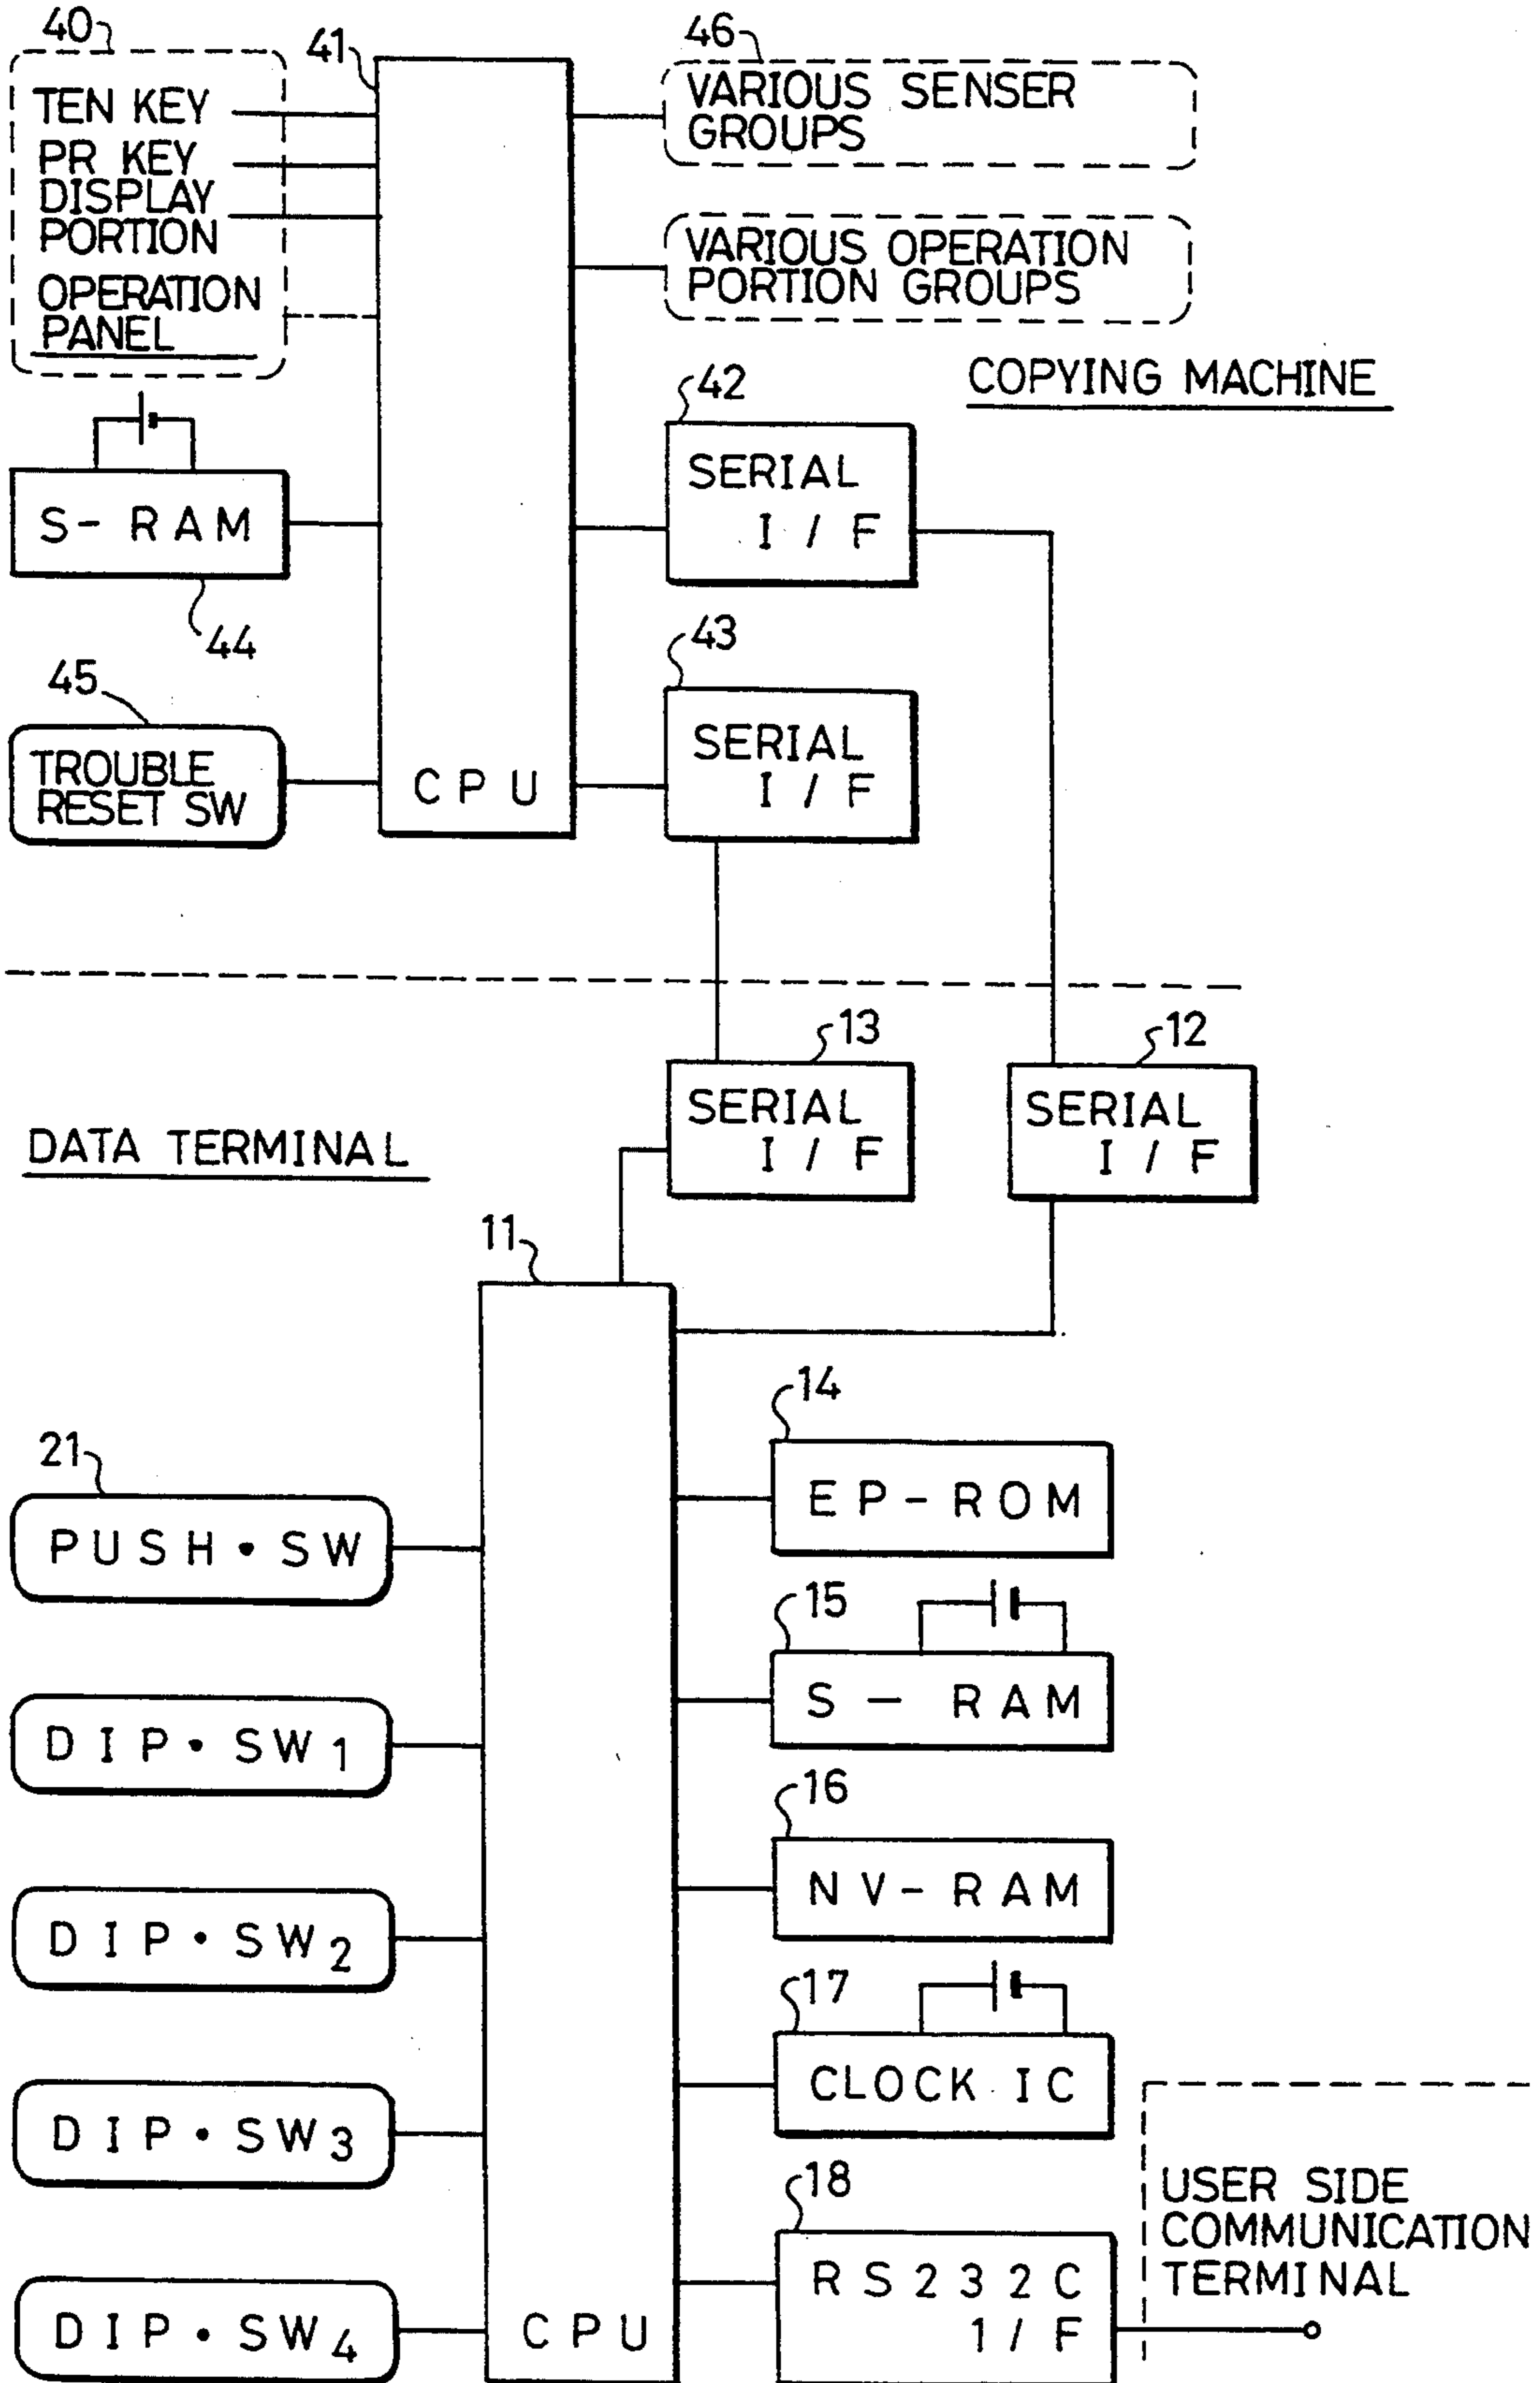 40
TEN KEY
PR KEY
DISPLAY
PORTION
OPERATION
PANEL
41
CPU
46
VARIOUS SENSER
GROUPS
VARIOUS OPERATION
PORTION GROUPS
COPYING MACHINE
42
SERIAL
I/F
S-RAM
44
43
SERIAL
I/F
45
TROUBLE
RESET SW
13
SERIAL
I/F
12
SERIAL
I/F
DATA TERMINAL
11
CPU
14
EP-ROM
21
PUSH・SW
15
S-RAM
DIP・SW1
16
NV-RAM
DIP・SW2
17
CLOCK IC
DIP・SW3
18
RS232C
1/F
USER SIDE
COMMUNICATION
TERMINAL
DIP・SW4